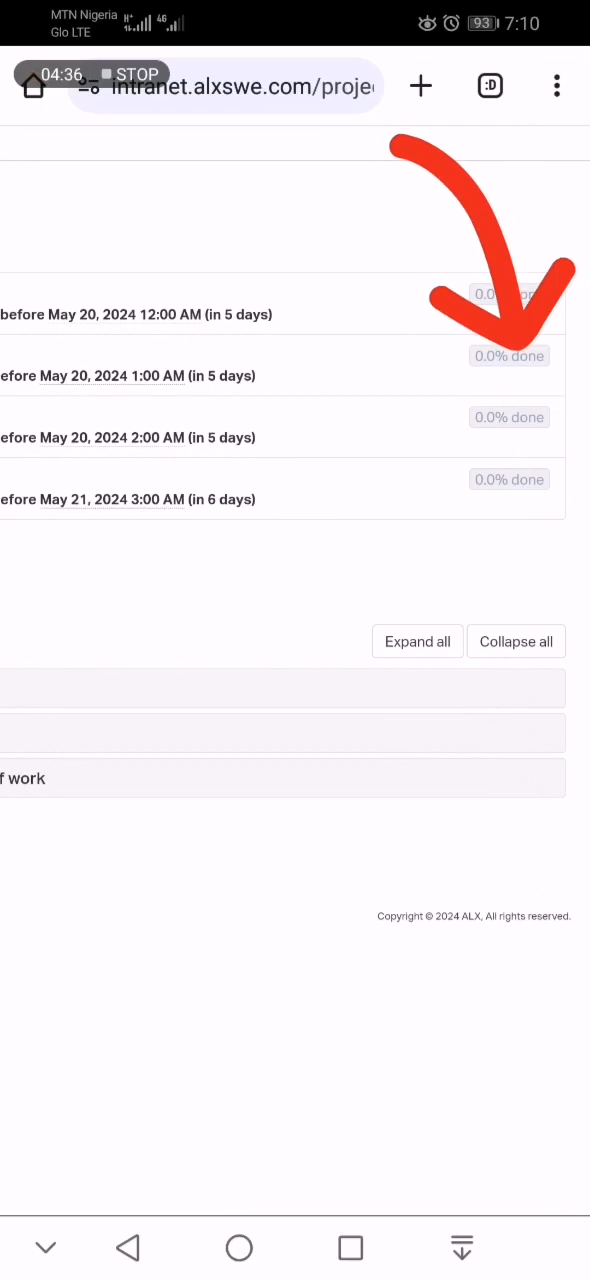 MTN Nigeria
Glo LTE
H+
4G
93
7:10
04:36
STOP
intranet.alxswe.com/proje
:D
before May 20, 2024 12:00 AM (in 5 days)
0.0% done
efore May 20, 2024 1:00 AM (in 5 days)
0.0% done
efore May 20, 2024 2:00 AM (in 5 days)
0.0% done
efore May 21, 2024 3:00 AM (in 6 days)
Expand all
Collapse all
f work
Copyright © 2024 ALX, All rights reserved.